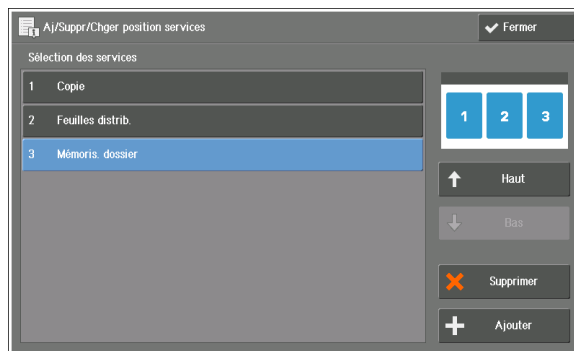 Aj/Suppr/Chger position services
Fermer
Sélection des services
1 Copie
2 Feuilles distrib.
3 Mémoris. dossier
1 2 3
Haut
Bas
Supprimer
Ajouter